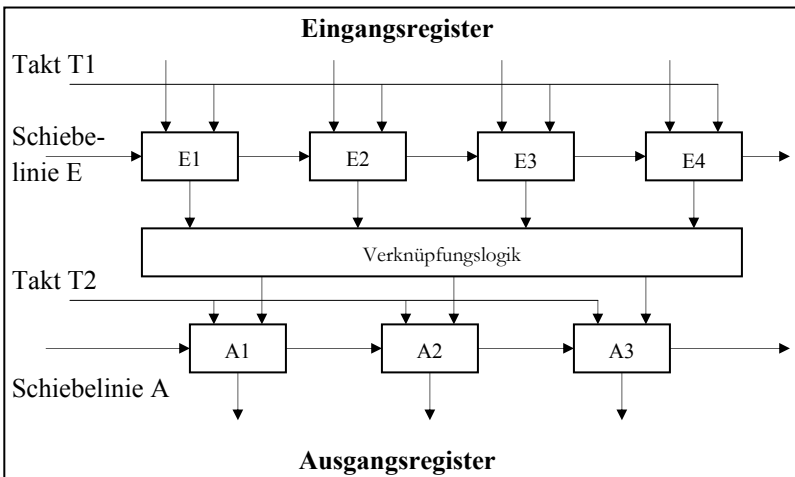 Eingangsregister
Takt T1
Schiebe-
linie E
E1
E2
E3
E4
Verknüpfungslogik
Takt T2
A1
A2
A3
Schiebelinie A
Ausgangsregister